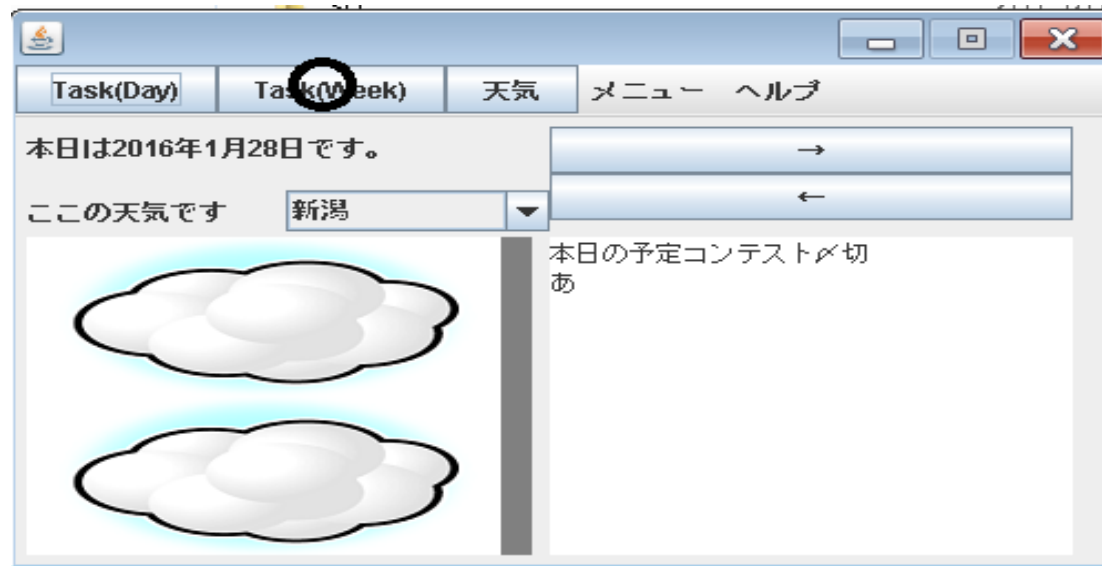 Task(Day) Task(Week) 天気 メニュー ヘルプ
本日は2016年1月28日です。
→
ここの天気です 新潟
←
本日の予定コンテスト〆切
あ